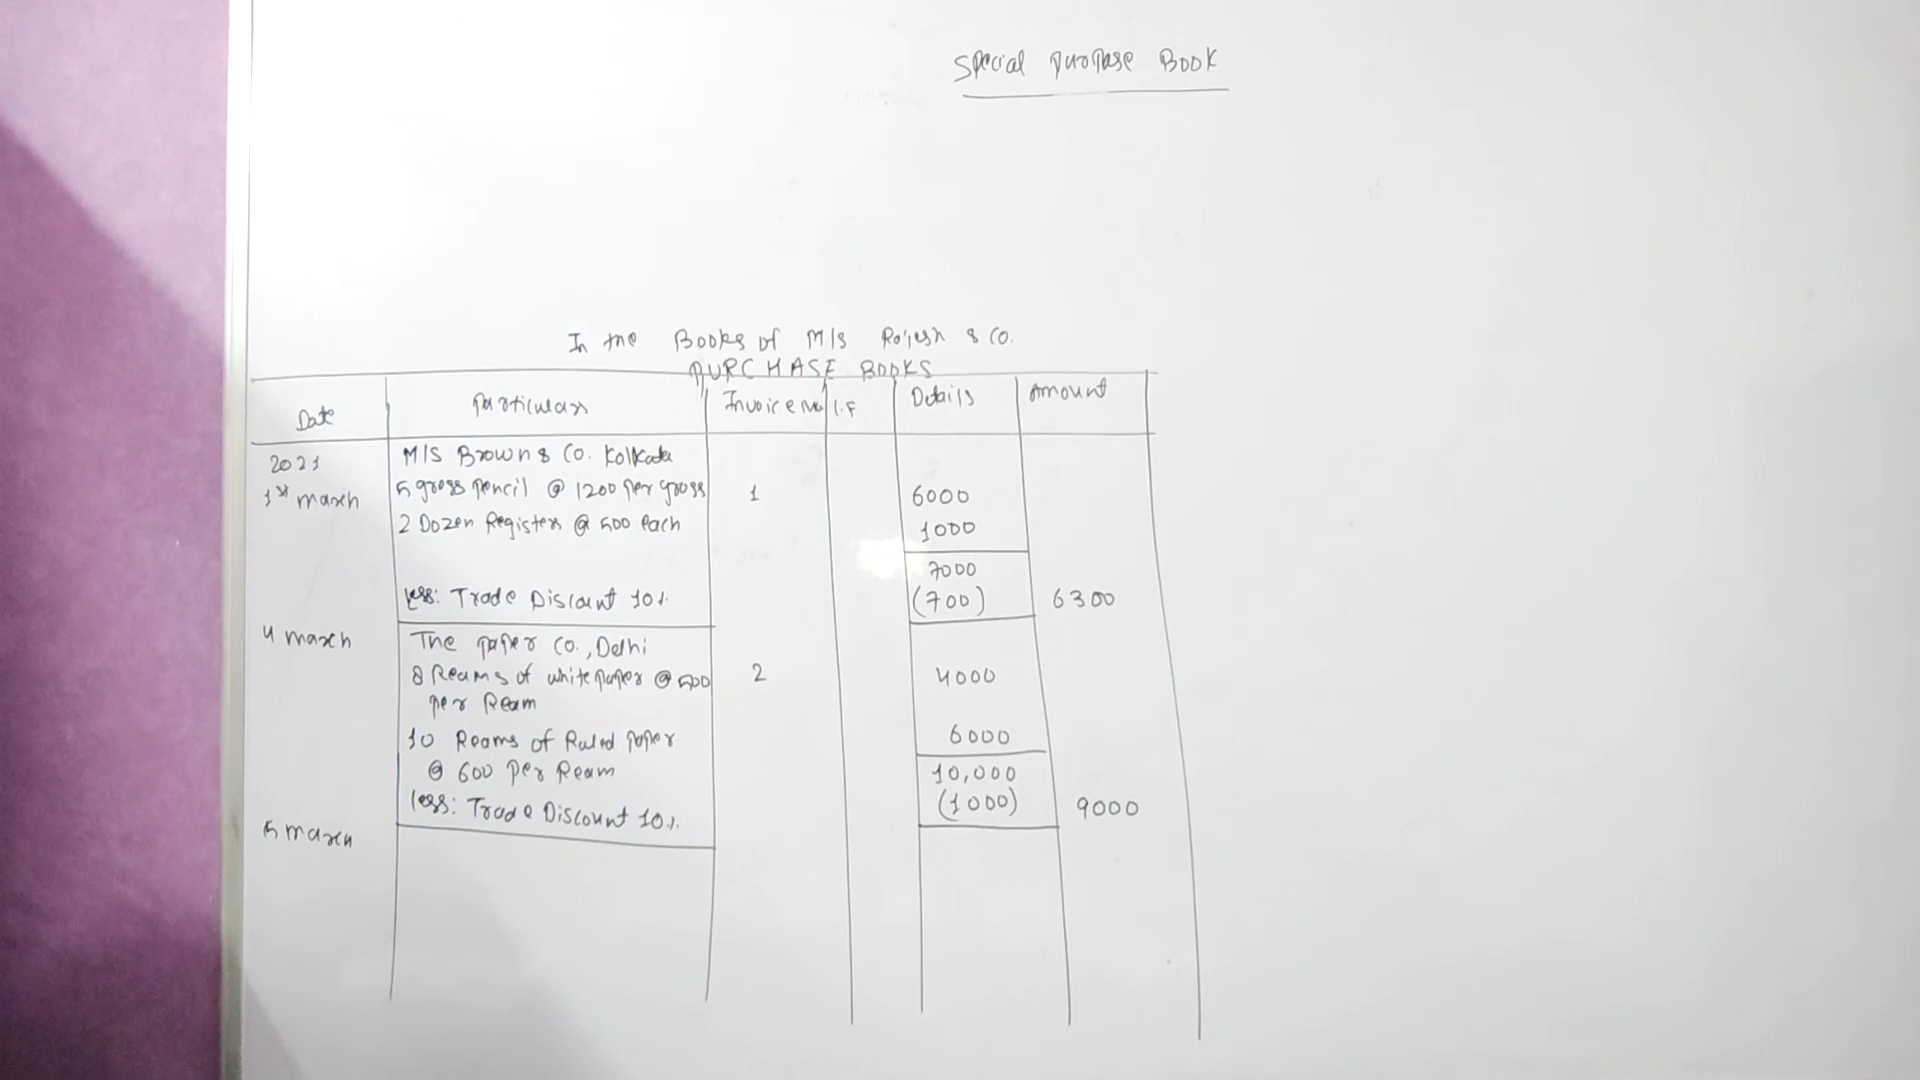 Special Purpose Book
In the Books of M/S Rajesh & Co.
PURCHASE BOOKS
Date Particulars Invoice No L.F Details Amount
2021 M/S Brown & Co. Kolkata
1st march 5 gross pencil @ 1200 per gross 1 6000
2 Dozen Registers @ 500 each 1000
7000
less: Trade Discount 10% (700) 6300
4 march The paper Co., Delhi
8 Reams of white paper @ 500 2 4000
per Ream
10 Reams of Ruled paper 6000
@ 600 per Ream 10,000
less: Trade Discount 10% (1000) 9000
5 march